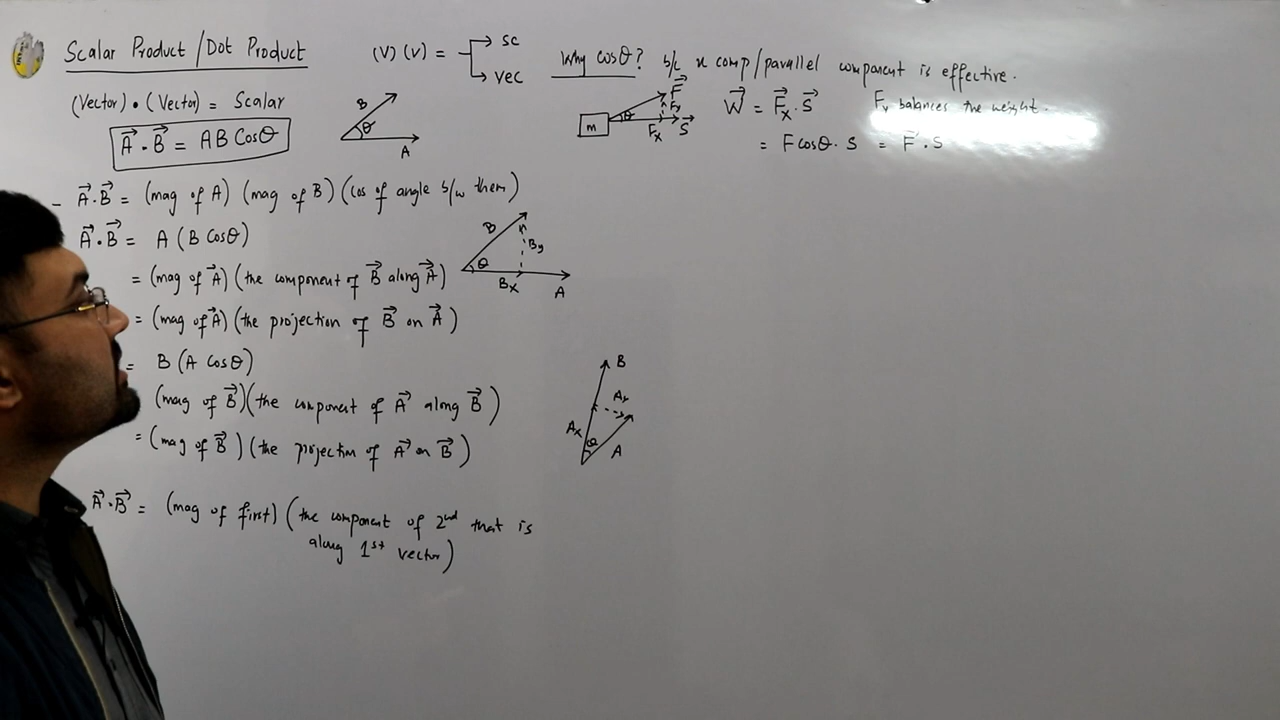 Scalar Product / Dot Product
(V) (V) = → SC
→ Vec
(Vector) • (Vector) = Scalar
A⃗ . B⃗ = AB Cosθ
B
θ
A
Why cosθ? b/c x comp/parallel component is effective.
F⃗
Fy
m
θ
Fx
S⃗
W⃗ = F⃗x . S⃗
= F cosθ . S = F⃗ . S
Fy balances the weight.
- A⃗.B⃗ = (mag of A) (mag of B) (cos of angle b/w them)
A⃗.B⃗ = A (B Cosθ)
= (mag of A⃗) (the component of B⃗ along A⃗)
= (mag of A⃗) (the projection of B⃗ on A⃗)
B
By
θ
Bx
A
= B (A Cosθ)
(mag of B⃗) (the component of A⃗ along B⃗)
= (mag of B⃗) (the projection of A⃗ on B⃗)
B
Ax
θ
A
A⃗.B⃗ = (mag of first) (the component of 2nd that is
along 1st vector)